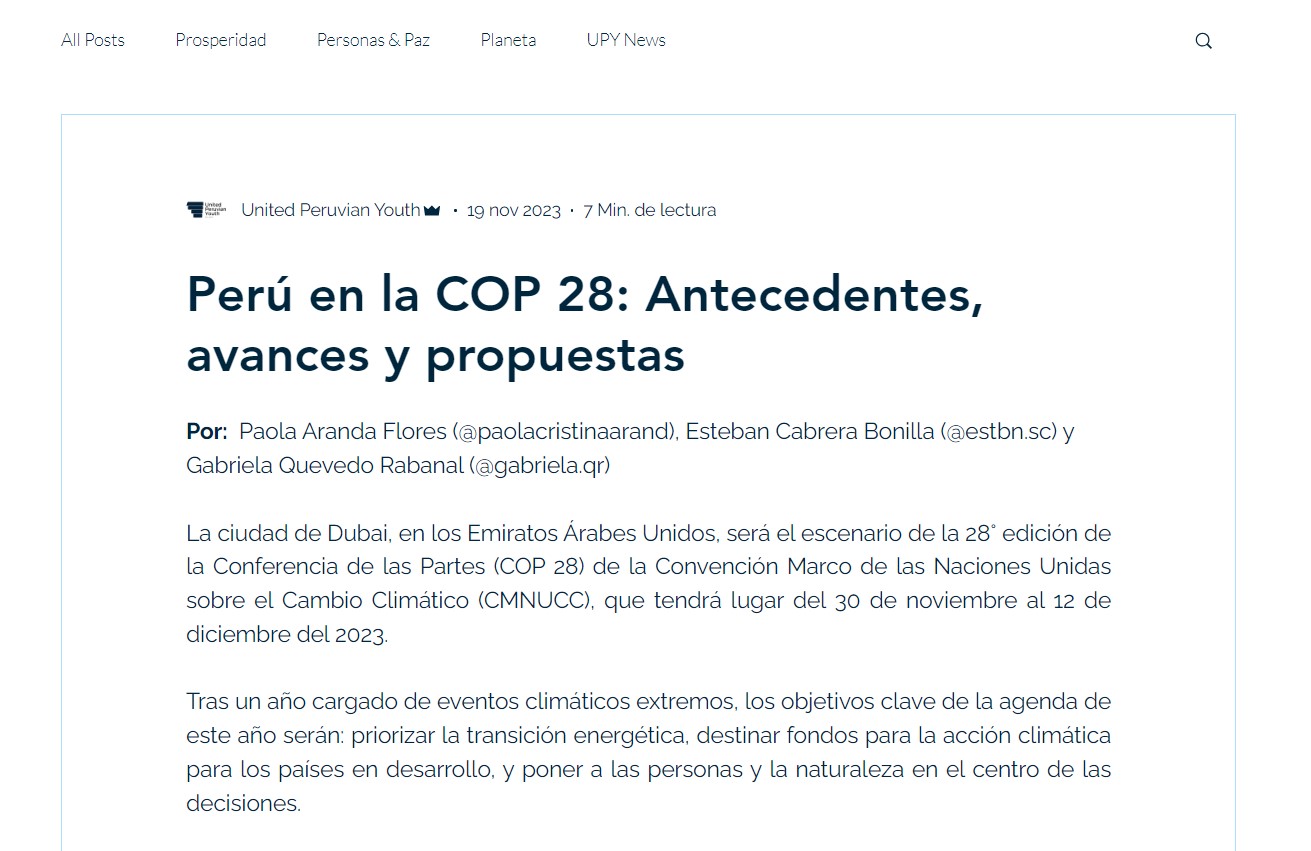 All Posts Prosperidad Personas & Paz Planeta UPY News
United Peruvian Youth
United Peruvian Youth · 19 nov 2023 · 7 Min. de lectura
Perú en la COP 28: Antecedentes,
avances y propuestas
Por: Paola Aranda Flores (@paolacristinaarand), Esteban Cabrera Bonilla (@estbn.sc) y
Gabriela Quevedo Rabanal (@gabriela.qr)
La ciudad de Dubai, en los Emiratos Árabes Unidos, será el escenario de la 28° edición de
la Conferencia de las Partes (COP 28) de la Convención Marco de las Naciones Unidas
sobre el Cambio Climático (CMNUCC), que tendrá lugar del 30 de noviembre al 12 de
diciembre del 2023.
Tras un año cargado de eventos climáticos extremos, los objetivos clave de la agenda de
este año serán: priorizar la transición energética, destinar fondos para la acción climática
para los países en desarrollo, y poner a las personas y la naturaleza en el centro de las
decisiones.